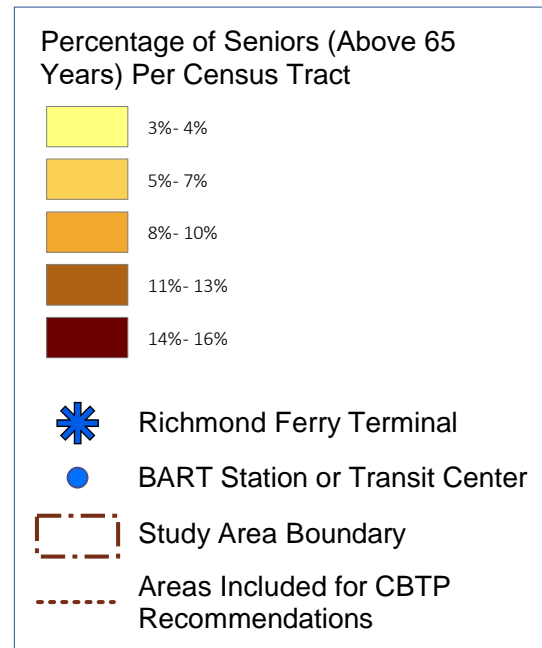 Percentage of Seniors (Above 65
Years) Per Census Tract
3%- 4%
5%- 7%
8%- 10%
11%- 13%
14%- 16%
Richmond Ferry Terminal
BART Station or Transit Center
Study Area Boundary
Areas Included for CBTP
Recommendations